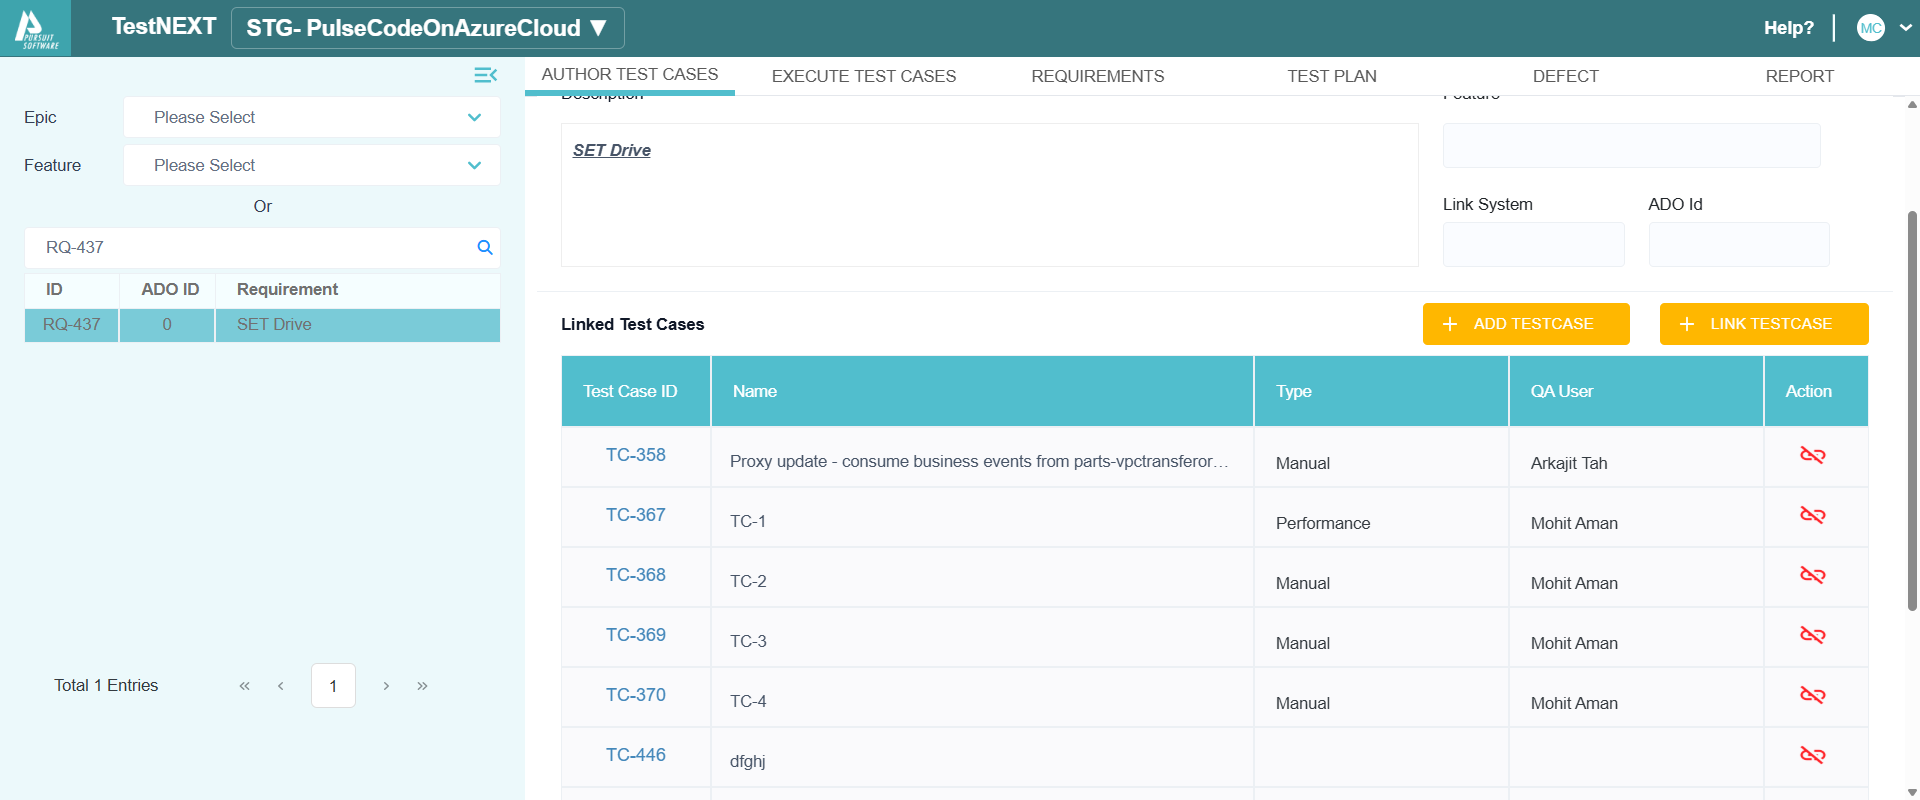 PURSUIT
SOFTWARE
TestNEXT
STG- PulseCodeOnAzureCloud ▼
Help?
MC
AUTHOR TEST CASES
EXECUTE TEST CASES
REQUIREMENTS
TEST PLAN
DEFECT
REPORT
Epic
Please Select
Feature
Please Select
Or
RQ-437
ID ADO ID Requirement
RQ-437 0 SET Drive
Total 1 Entries
« ‹ 1 › »
Description
Feature
SET Drive
Link System
ADO Id
Linked Test Cases
+ ADD TESTCASE
+ LINK TESTCASE
Test Case ID Name Type QA User Action
TC-358 Proxy update - consume business events from parts-vpctransferor... Manual Arkajit Tah
TC-367 TC-1 Performance Mohit Aman
TC-368 TC-2 Manual Mohit Aman
TC-369 TC-3 Manual Mohit Aman
TC-370 TC-4 Manual Mohit Aman
TC-446 dfghj